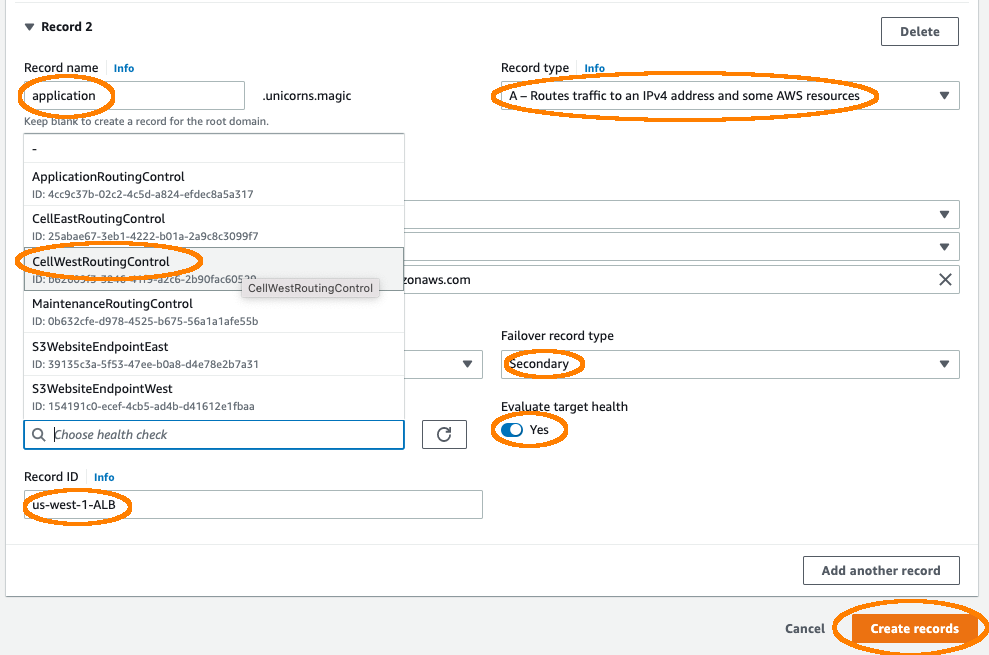 Record 2
Delete
Record name Info
Record type Info
application
.unicorns.magic
A – Routes traffic to an IPv4 address and some AWS resources
Keep blank to create a record for the root domain.
-
ApplicationRoutingControl
ID: 4cc9c37b-02c2-4c5d-a824-efdec8a5a317
CellEastRoutingControl
ID: 25abae67-3eb1-4222-b01a-2a9c8c3099f7
CellWestRoutingControl
ID:
CellWestRoutingControl
zonaws.com
MaintenanceRoutingControl
ID: 0b632cfe-d978-4525-b675-56a1a1afe55b
Failover record type
S3WebsiteEndpointEast
ID: 39135c3a-5f53-47ee-b0a8-d4e78e2b7a31
Secondary
S3WebsiteEndpointWest
ID: 154191c0-ecef-4cb5-ad4b-d41612e1fbaa
Evaluate target health
Choose health check
Yes
Record ID Info
us-west-1-ALB
Add another record
Cancel
Create records